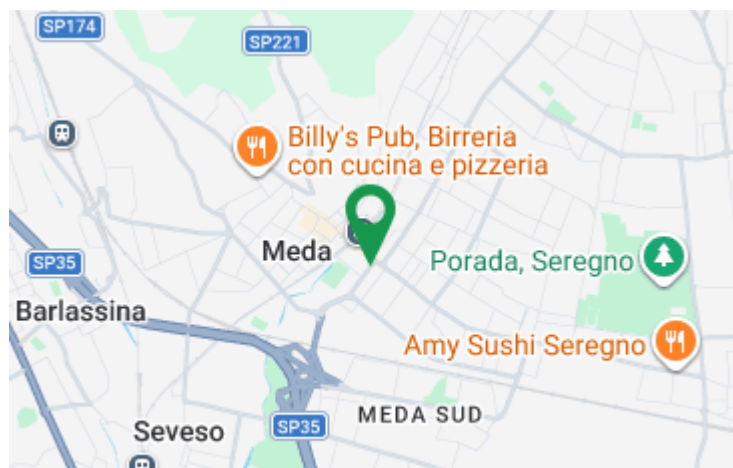 SP174
SP221
Billy's Pub, Birreria
con cucina e pizzeria
Meda
Porada, Seregno
SP35
Barlassina
Amy Sushi Seregno
MEDA SUD
SP35
Seveso